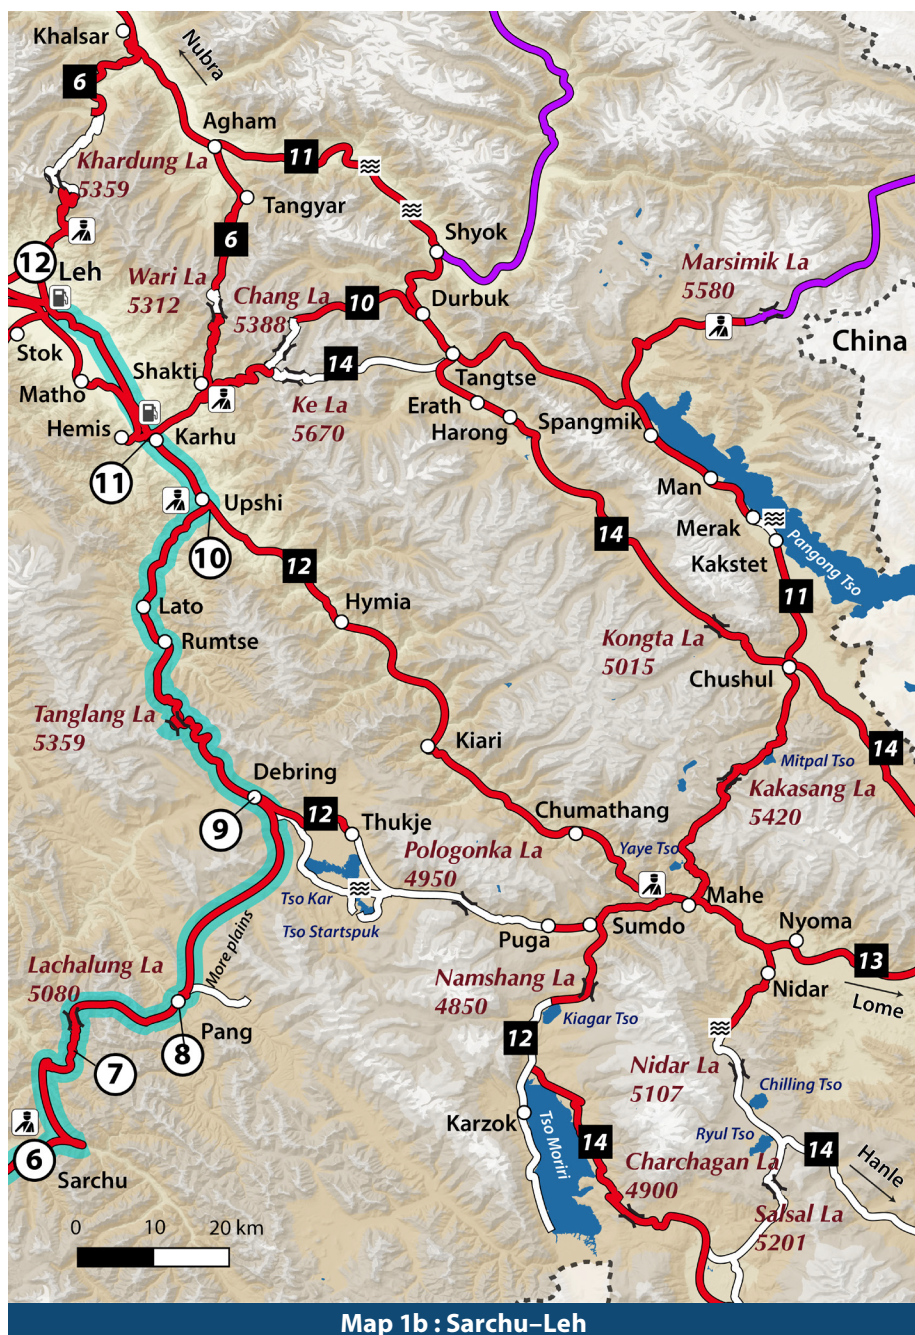 Khalsar
Nubra
6
Agham
11
Khardung La
5359
Tangyar
6
Shyok
12
Leh
Wari La
5312
Chang La
5388
10
Durbuk
Marsimik La
5580
China
Stok
Matho
Shakti
14
Tangtse
Ke La
5670
Erath
Harong
Spangmik
Hemis
Karhu
11
Man
Upshi
10
Merak
Kakstet
Pangong Tso
12
14
11
Lato
Hymia
Rumtse
Kongta La
5015
Chushul
Tanglang La
5359
Kiari
14
Mitpal Tso
Debring
Kakasang La
5420
9
12
Thukje
Chumathang
Pologonka La
4950
Yaye Tso
Tso Kar
Tso Startspuk
Mahe
Puga
Sumdo
Nyoma
More plains
13
Lachalung La
5080
Namshang La
4850
Nidar
Lome
Pang
8
7
Kiagar Tso
12
Nidar La
5107
Chilling Tso
Karzok
Tso Moriri
Ryul Tso
6
Sarchu
14
14
Hanle
Charchagan La
4900
Salsal La
5201
0 10 20 km
Map 1b : Sarchu–Leh